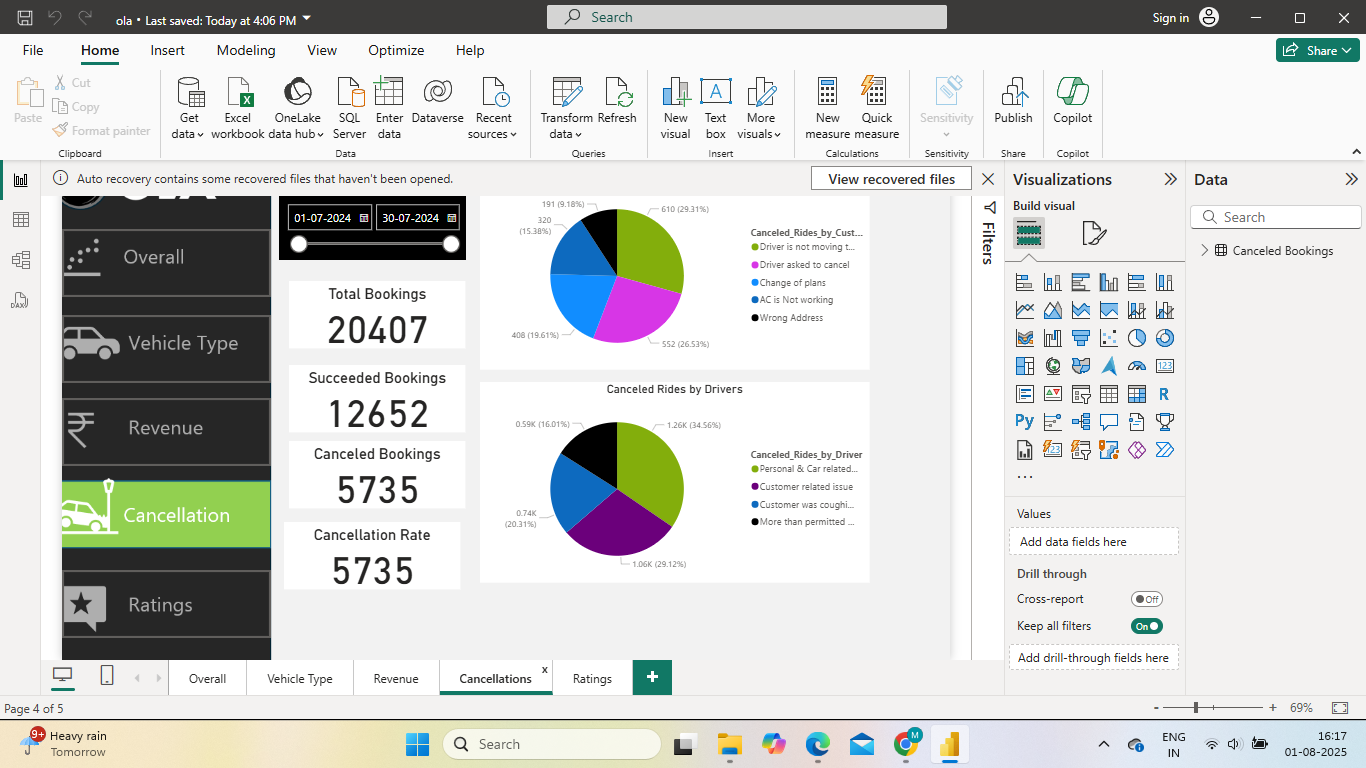 ola • Last saved: Today at 4:06 PM
Search
Sign in
File
Home
Insert
Modeling
View
Optimize
Help
Share
Paste
Cut
Copy
Format painter
Clipboard
Get data
Excel workbook
OneLake data hub
SQL Server
Enter data
Dataverse
Recent sources
Data
Transform data
Refresh
Queries
New visual
Text box
More visuals
Insert
New measure
Quick measure
Calculations
Sensitivity
Sensitivity
Publish
Share
Copilot
Copilot
Auto recovery contains some recovered files that haven't been opened.
View recovered files
Overall
Vehicle Type
Revenue
Cancellation
Ratings
01-07-2024
30-07-2024
Total Bookings
20407
Succeeded Bookings
12652
Canceled Bookings
5735
Cancellation Rate
5735
191 (9.18%)
610 (29.31%)
320
(15.38%)
408 (19.61%)
552 (26.53%)
Canceled_Rides_by_Cust...
Driver is not moving t...
Driver asked to cancel
Change of plans
AC is Not working
Wrong Address
Canceled Rides by Drivers
0.59K (16.01%)
1.26K (34.56%)
0.74K
(20.31%)
1.06K (29.12%)
Canceled_Rides_by_Driver
Personal & Car related...
Customer related issue
Customer was coughi...
More than permitted ...
Filters
Visualizations
Build visual
123
R
Py
123
...
Values
Add data fields here
Drill through
Cross-report
Off
Keep all filters
On
Add drill-through fields here
Data
Search
Canceled Bookings
DAX
Overall
Vehicle Type
Revenue
Cancellations
x
Ratings
+
Page 4 of 5
-
+
69%
9+
Heavy rain
Tomorrow
Search
M
ENG
IN
16:17
01-08-2025